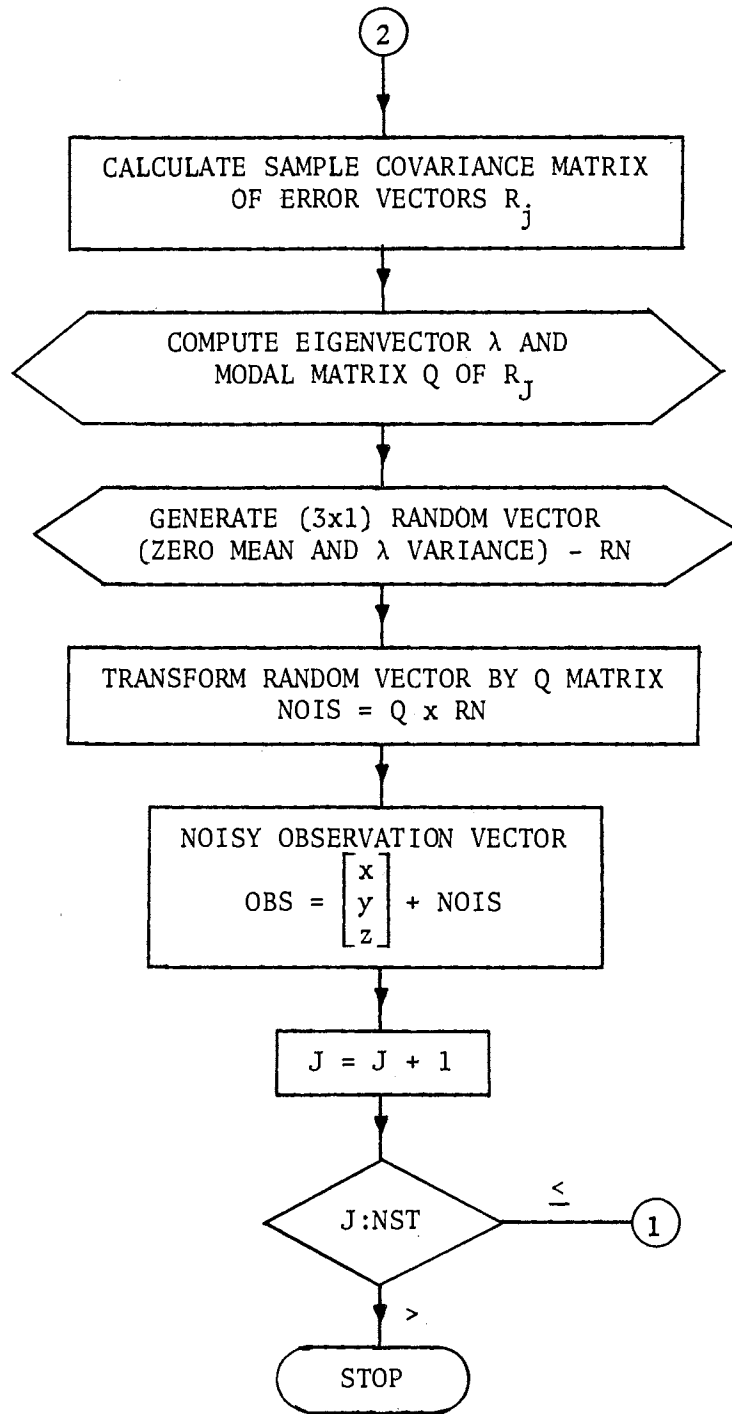 2
CALCULATE SAMPLE COVARIANCE MATRIX
OF ERROR VECTORS R_j
COMPUTE EIGENVECTOR λ AND
MODAL MATRIX Q OF R_J
GENERATE (3x1) RANDOM VECTOR
(ZERO MEAN AND λ VARIANCE) - RN
TRANSFORM RANDOM VECTOR BY Q MATRIX
NOIS = Q x RN
NOISY OBSERVATION VECTOR
x
OBS = [y] + NOIS
z
J = J + 1
J:NST
≤
1
>
STOP